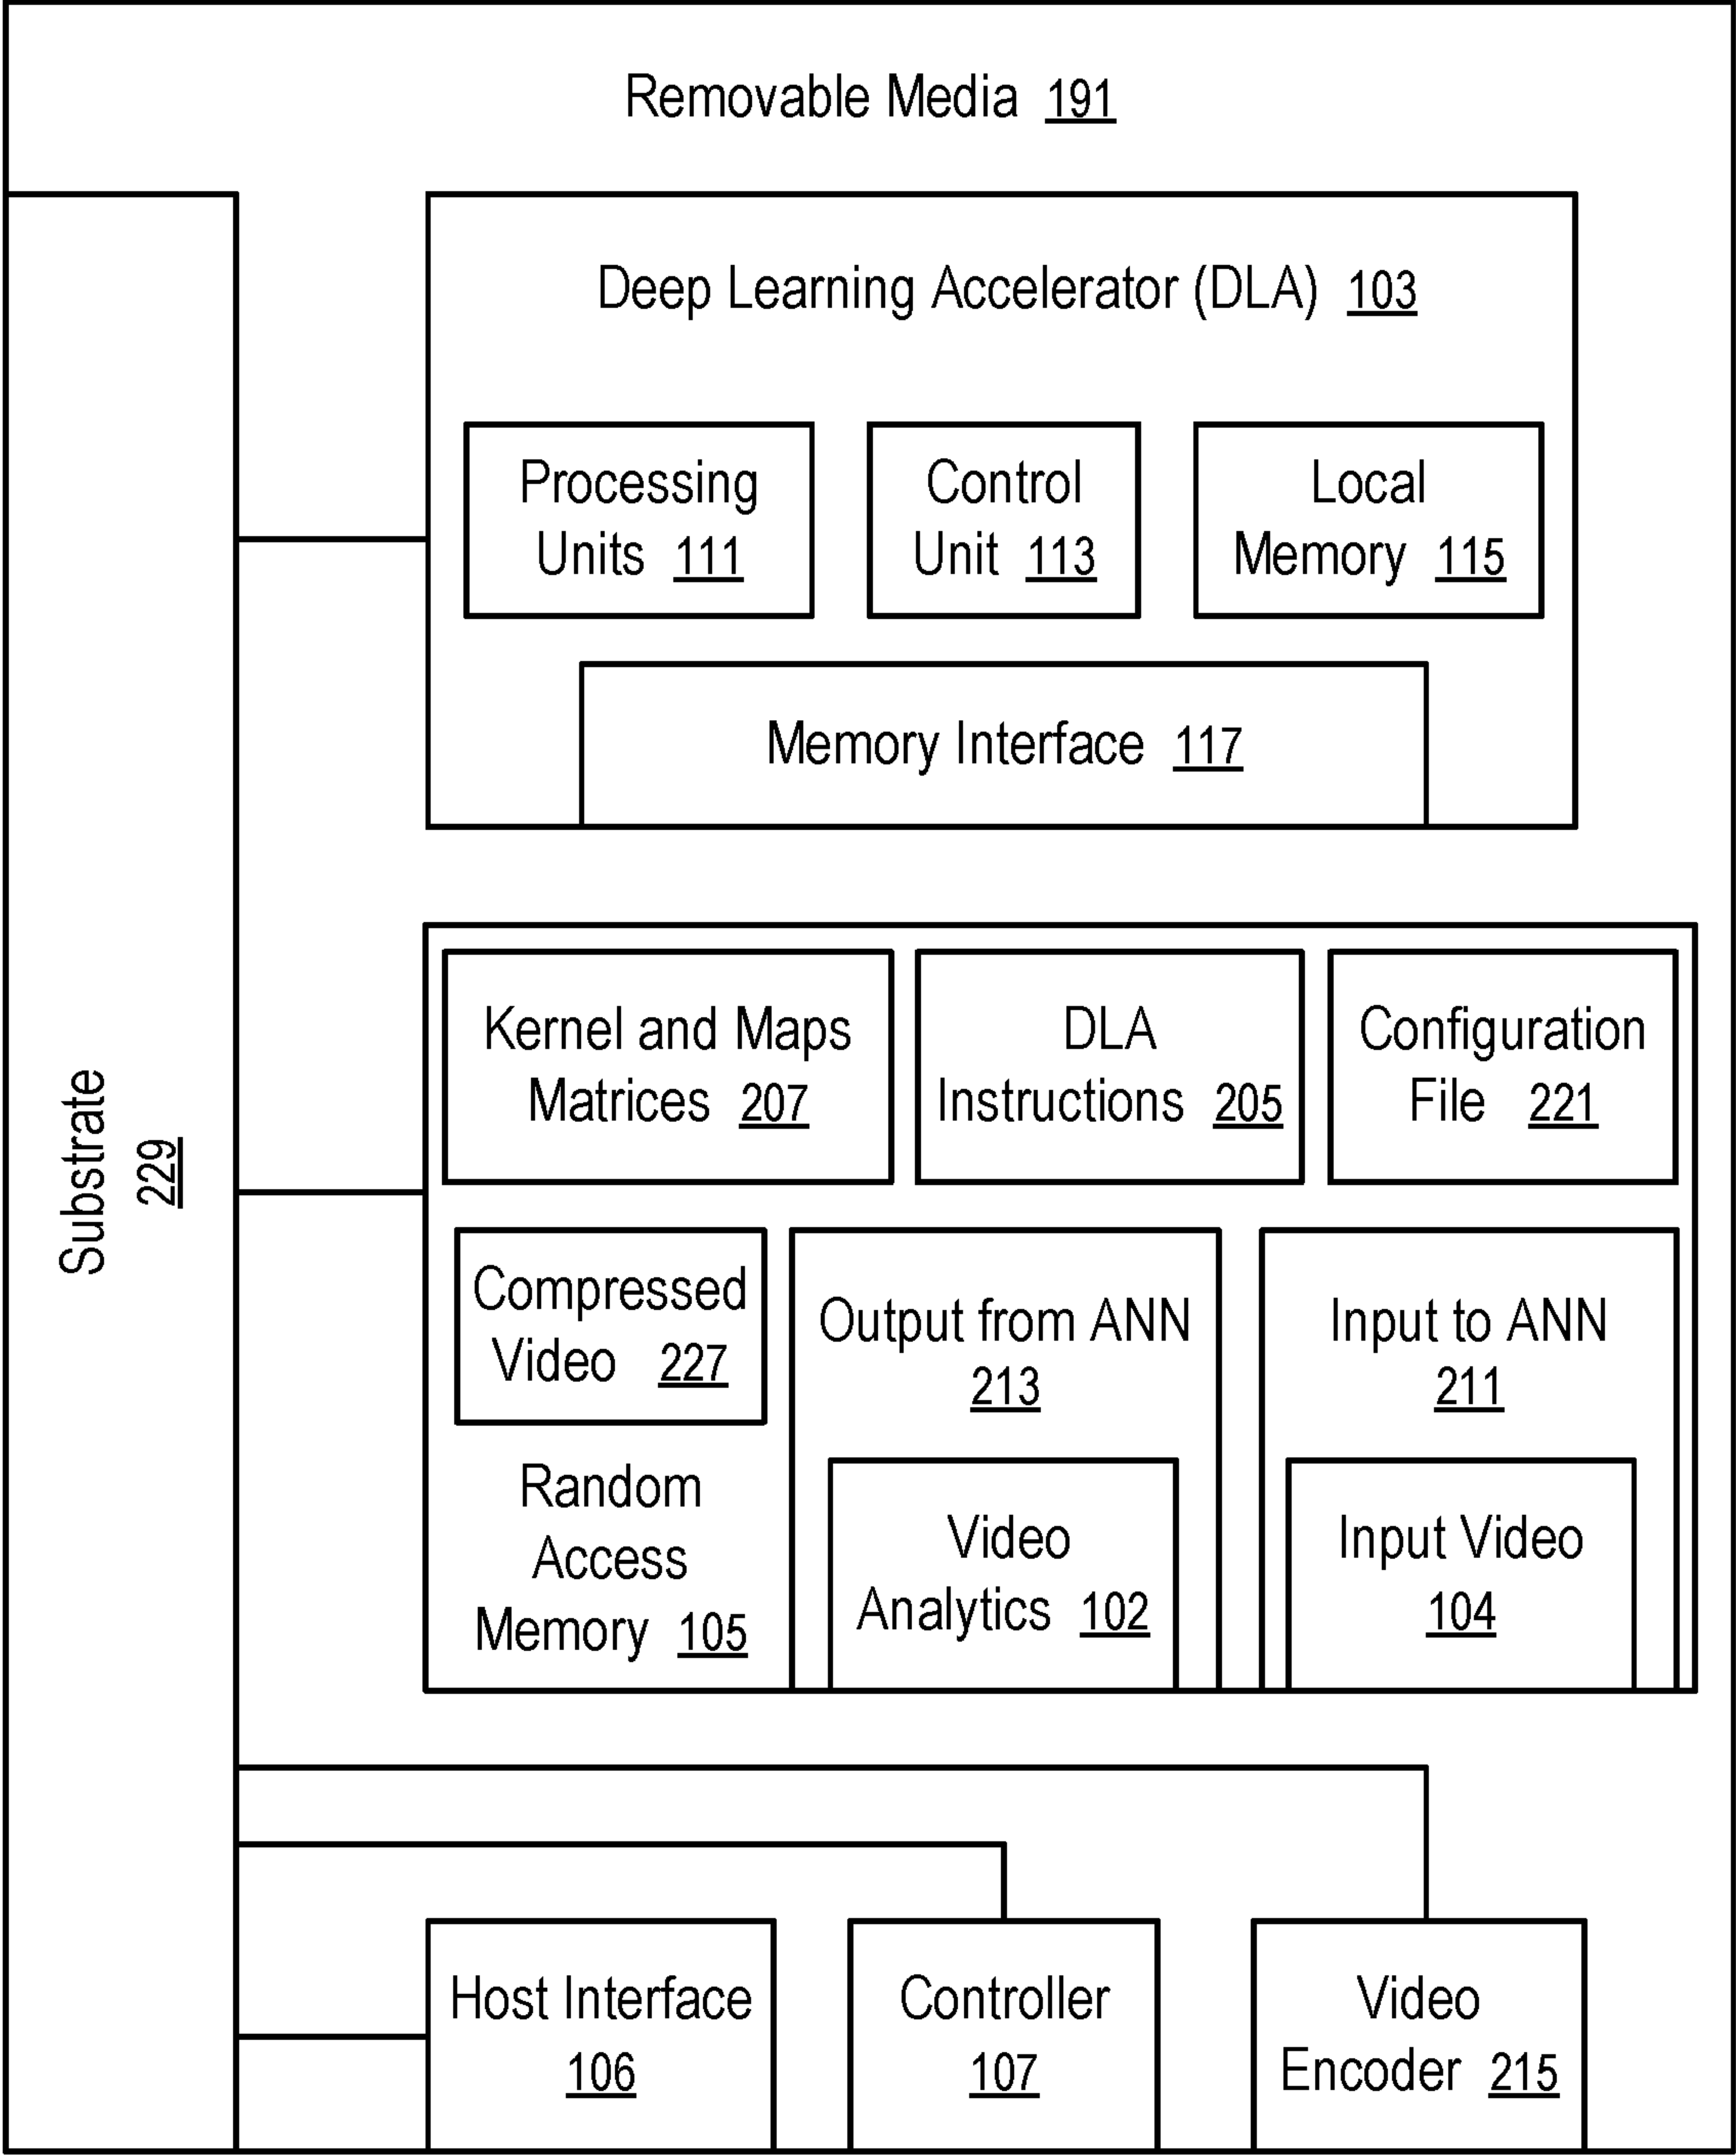 Removable Media 191
Deep Learning Accelerator (DLA) 103
Processing
Units 111
Control
Unit 113
Local
Memory 115
Memory Interface 117
Substrate
229
Kernel and Maps
Matrices 207
DLA
Instructions 205
Configuration
File 221
Compressed
Video 227
Output from ANN
213
Input to ANN
211
Random
Access
Memory 105
Video
Analytics 102
Input Video
104
Host Interface
106
Controller
107
Video
Encoder 215